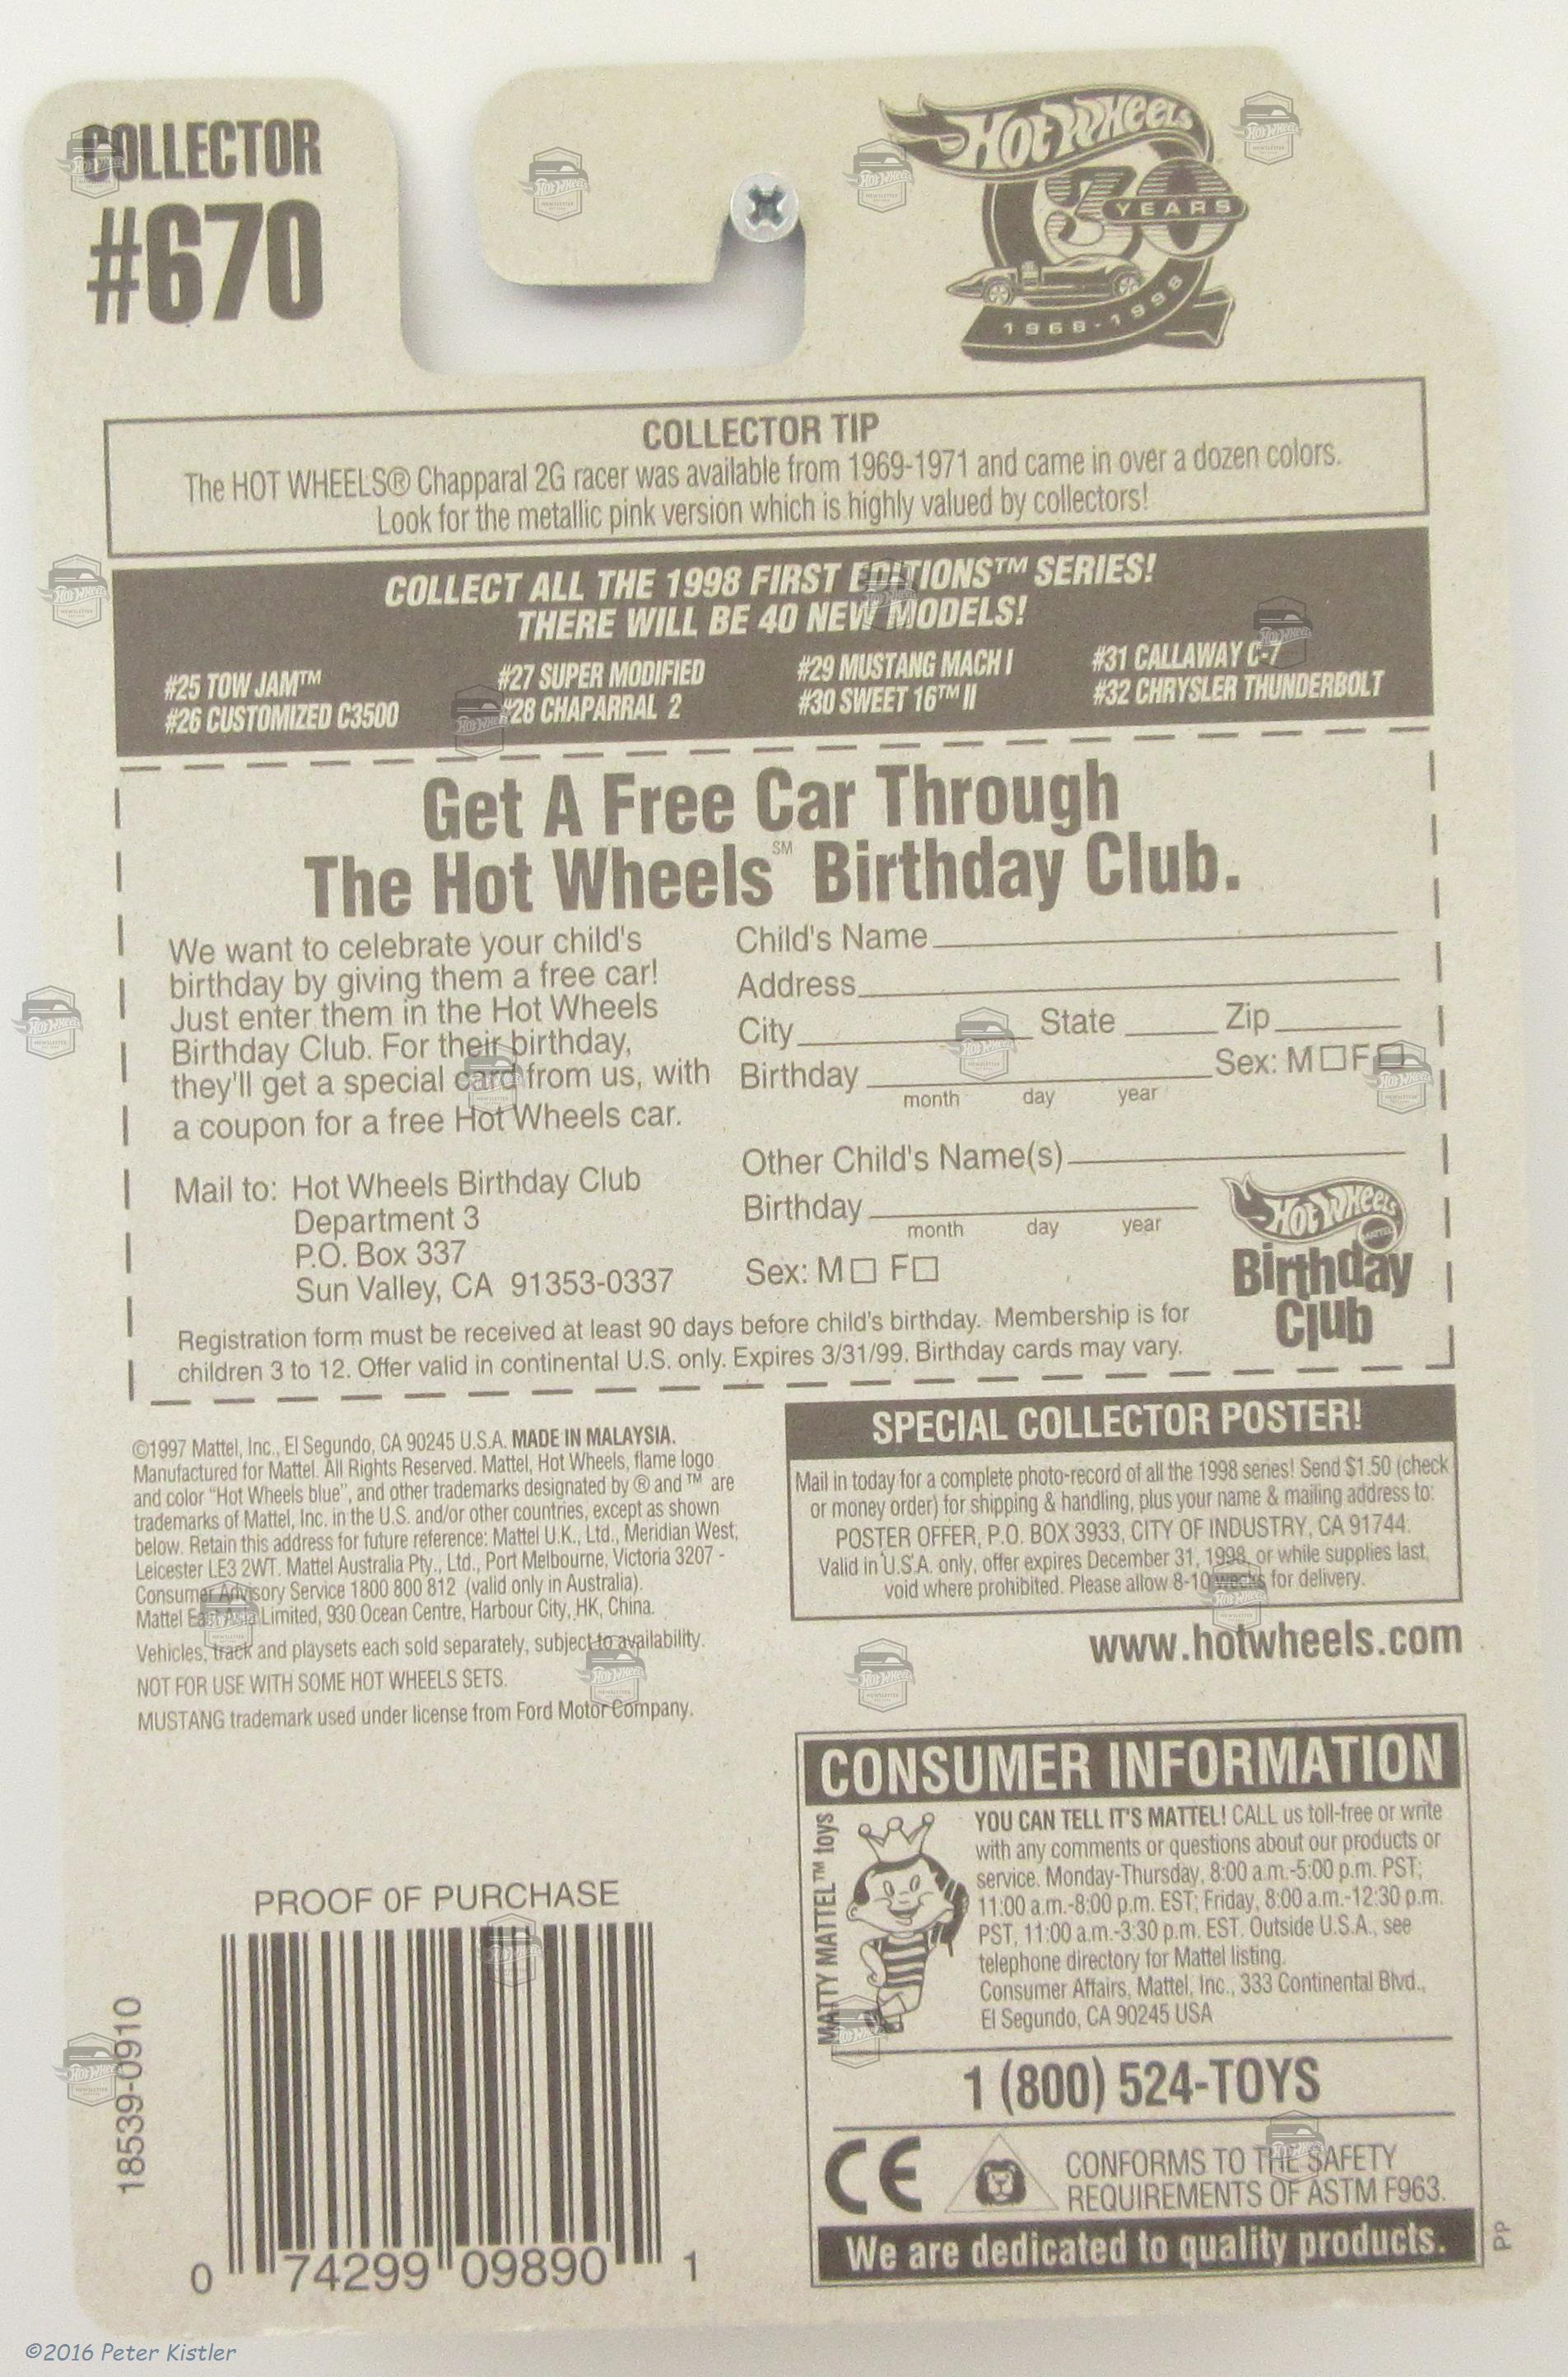 COLLECTOR
#670
HOT WHEELS
30
YEARS
1968-1998
COLLECTOR TIP
The HOT WHEELS® Chapparal 2G racer was available from 1969-1971 and came in over a dozen colors.
Look for the metallic pink version which is highly valued by collectors!
COLLECT ALL THE 1998 FIRST EDITIONS™ SERIES!
THERE WILL BE 40 NEW MODELS!
#25 TOW JAM™
#26 CUSTOMIZED C3500
#27 SUPER MODIFIED
#28 CHAPARRAL 2
#29 MUSTANG MACH I
#30 SWEET 16™ II
#31 CALLAWAY C-7
#32 CHRYSLER THUNDERBOLT
Get A Free Car Through
The Hot Wheels℠ Birthday Club.
We want to celebrate your child's
birthday by giving them a free car!
Just enter them in the Hot Wheels
Birthday Club. For their birthday,
they'll get a special card from us, with
a coupon for a free Hot Wheels car.
Mail to: Hot Wheels Birthday Club
Department 3
P.O. Box 337
Sun Valley, CA 91353-0337
Child's Name
Address
City State Zip
Birthday Sex: M F
month day year
Other Child's Name(s)
Birthday
month day year
Sex: M F
HOT WHEELS
MATTEL
Birthday
Club
Registration form must be received at least 90 days before child's birthday. Membership is for
children 3 to 12. Offer valid in continental U.S. only. Expires 3/31/99. Birthday cards may vary.
©1997 Mattel, Inc., El Segundo, CA 90245 U.S.A. MADE IN MALAYSIA.
Manufactured for Mattel. All Rights Reserved. Mattel, Hot Wheels, flame logo
and color "Hot Wheels blue", and other trademarks designated by ® and ™ are
trademarks of Mattel, Inc. in the U.S. and/or other countries, except as shown
below. Retain this address for future reference: Mattel U.K., Ltd., Meridian West,
Leicester LE3 2WT. Mattel Australia Pty., Ltd., Port Melbourne, Victoria 3207 -
Consumer Advisory Service 1800 800 812 (valid only in Australia).
Mattel East Asia Limited, 930 Ocean Centre, Harbour City, HK, China.
Vehicles, track and playsets each sold separately, subject to availability.
NOT FOR USE WITH SOME HOT WHEELS SETS.
MUSTANG trademark used under license from Ford Motor Company.
SPECIAL COLLECTOR POSTER!
Mail in today for a complete photo-record of all the 1998 series! Send $1.50 (check
or money order) for shipping & handling, plus your name & mailing address to:
POSTER OFFER, P.O. BOX 3933, CITY OF INDUSTRY, CA 91744.
Valid in U.S.A. only, offer expires December 31, 1998, or while supplies last,
void where prohibited. Please allow 8-10 weeks for delivery.
www.hotwheels.com
CONSUMER INFORMATION
MATTY MATTEL™ toys
YOU CAN TELL IT'S MATTEL! CALL us toll-free or write
with any comments or questions about our products or
service. Monday-Thursday, 8:00 a.m.-5:00 p.m. PST;
11:00 a.m.-8:00 p.m. EST; Friday, 8:00 a.m.-12:30 p.m.
PST, 11:00 a.m.-3:30 p.m. EST. Outside U.S.A., see
telephone directory for Mattel listing.
Consumer Affairs, Mattel, Inc., 333 Continental Blvd.,
El Segundo, CA 90245 USA
1 (800) 524-TOYS
CE
CONFORMS TO THE SAFETY
REQUIREMENTS OF ASTM F963.
We are dedicated to quality products.
PP
PROOF OF PURCHASE
18539-0910
0 74299 09890 1
©2016 Peter Kistler